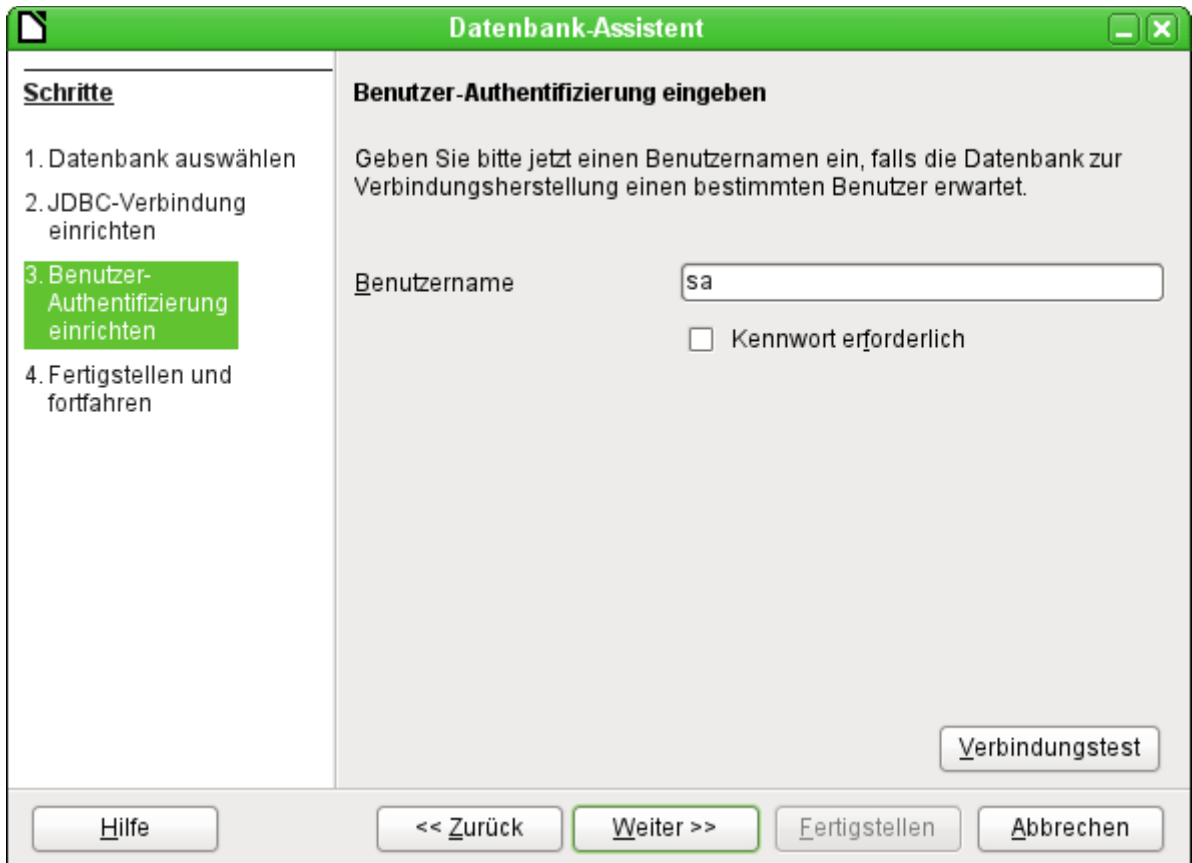 Datenbank-Assistent
Schritte
1. Datenbank auswählen
2. JDBC-Verbindung
einrichten
3. Benutzer-
Authentifizierung
einrichten
4. Fertigstellen und
fortfahren
Benutzer-Authentifizierung eingeben
Geben Sie bitte jetzt einen Benutzernamen ein, falls die Datenbank zur
Verbindungsherstellung einen bestimmten Benutzer erwartet.
Benutzername
sa
Kennwort erforderlich
Verbindungstest
Hilfe
<< Zurück
Weiter >>
Fertigstellen
Abbrechen